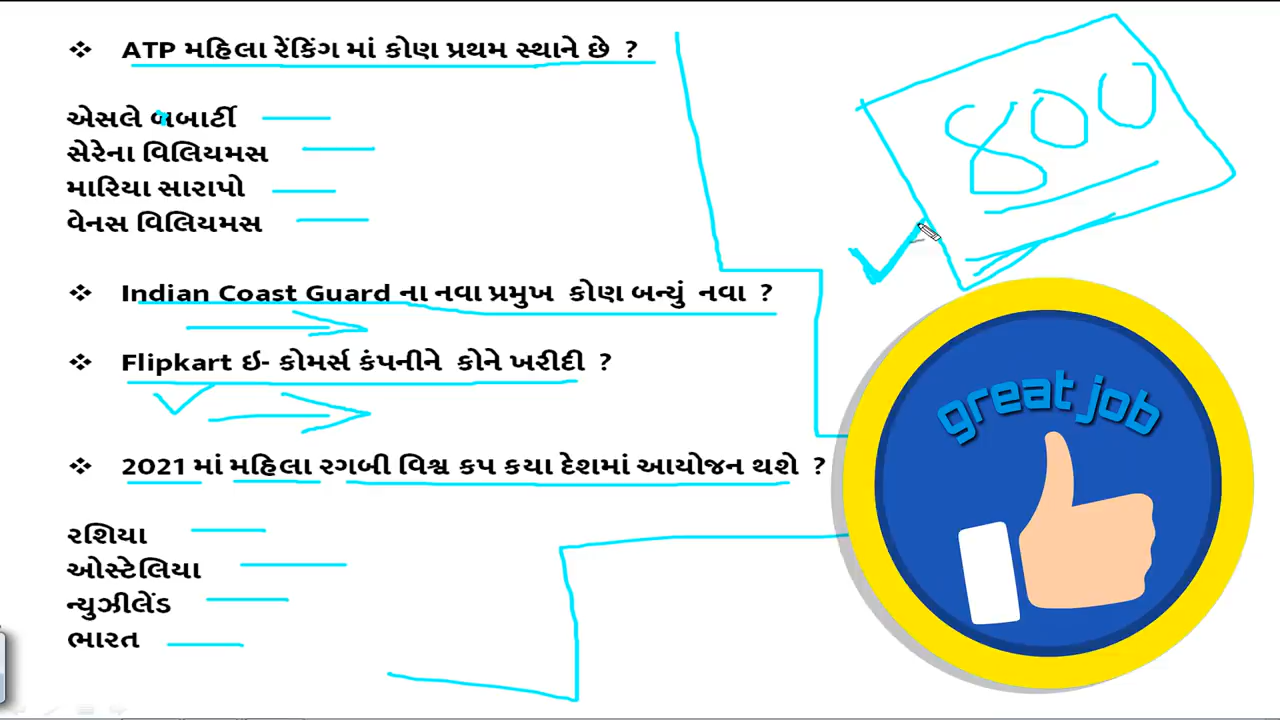 ❖ ATP મહિલા રેંકિંગ માં કોણ પ્રથમ સ્થાને છે ?
એસલે બબાર્ટી
સેરેના વિલિયમસ
મારિયા સારાપો
વેનસ વિલિયમસ
❖ Indian Coast Guard ના નવા પ્રમુખ કોણ બન્યું નવા ?
❖ Flipkart ઇ- કોમર્સ કંપનીને કોને ખરીદી ?
❖ 2021 માં મહિલા રગબી વિશ્વ કપ કયા દેશમાં આયોજન થશે ?
રશિયા
ઓસ્ટેલિયા
ન્યુઝીલેંડ
ભારત
800
great job